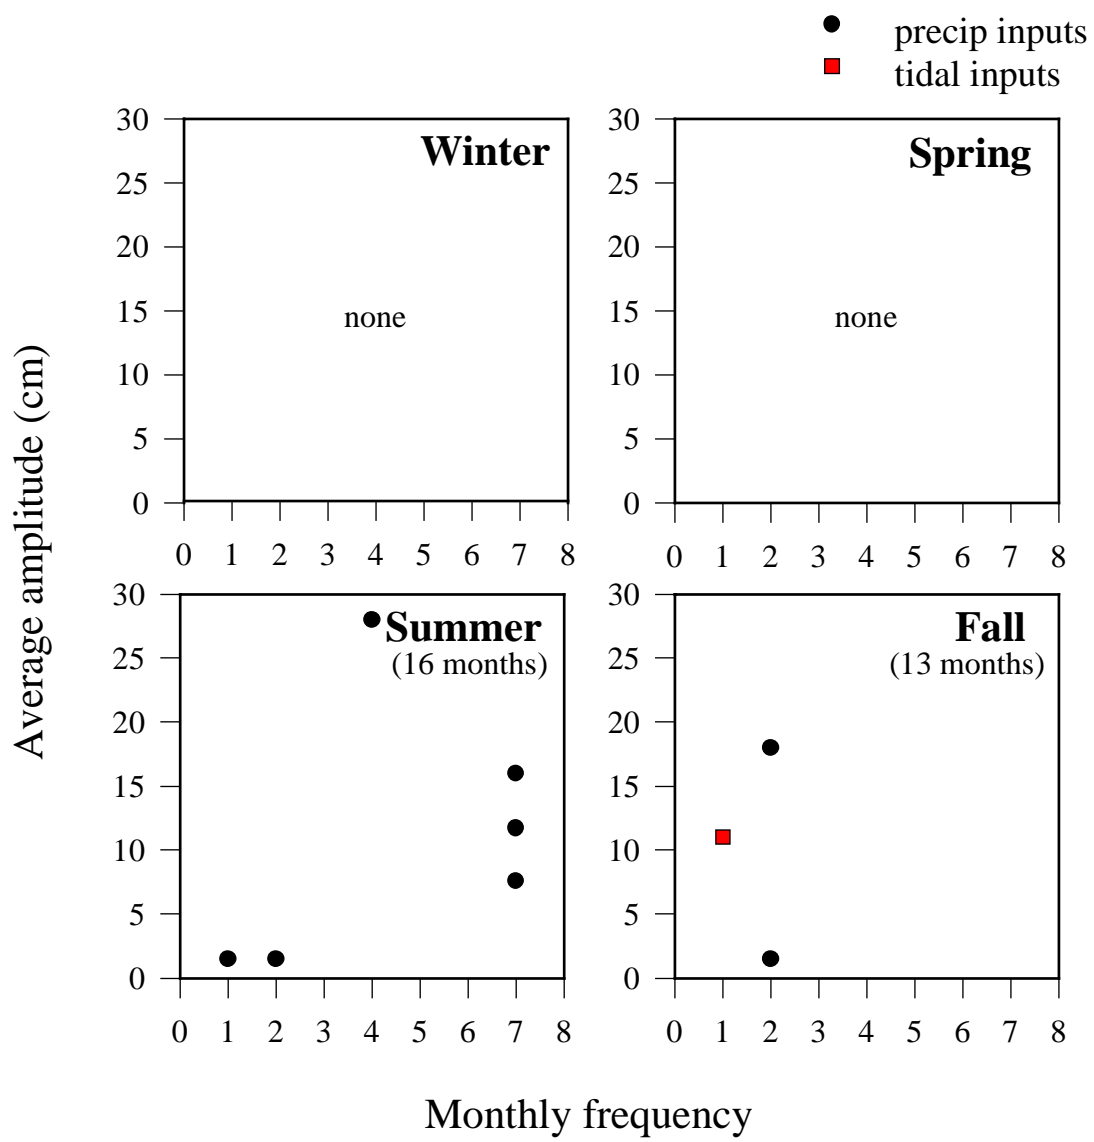 precip inputs
tidal inputs
Winter
30
25
20
15
10
5
0
none
0 1 2 3 4 5 6 7 8
Spring
30
25
20
15
10
5
0
none
0 1 2 3 4 5 6 7 8
Average amplitude (cm)
Summer
(16 months)
30
25
20
15
10
5
0
0 1 2 3 4 5 6 7 8
Fall
(13 months)
30
25
20
15
10
5
0
0 1 2 3 4 5 6 7 8
Monthly frequency